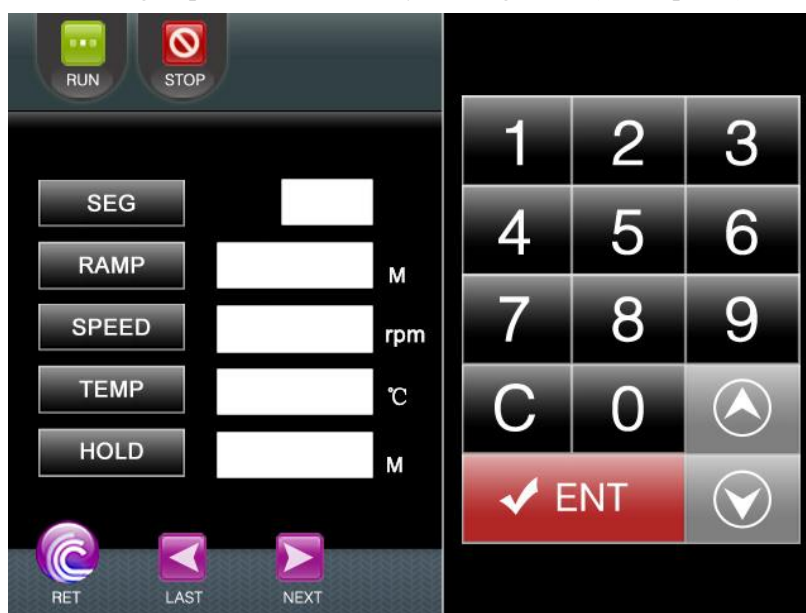 RUN STOP
SEG
RAMP M
SPEED rpm
TEMP ℃
HOLD M
RET LAST NEXT
1 2 3
4 5 6
7 8 9
C 0
ENT